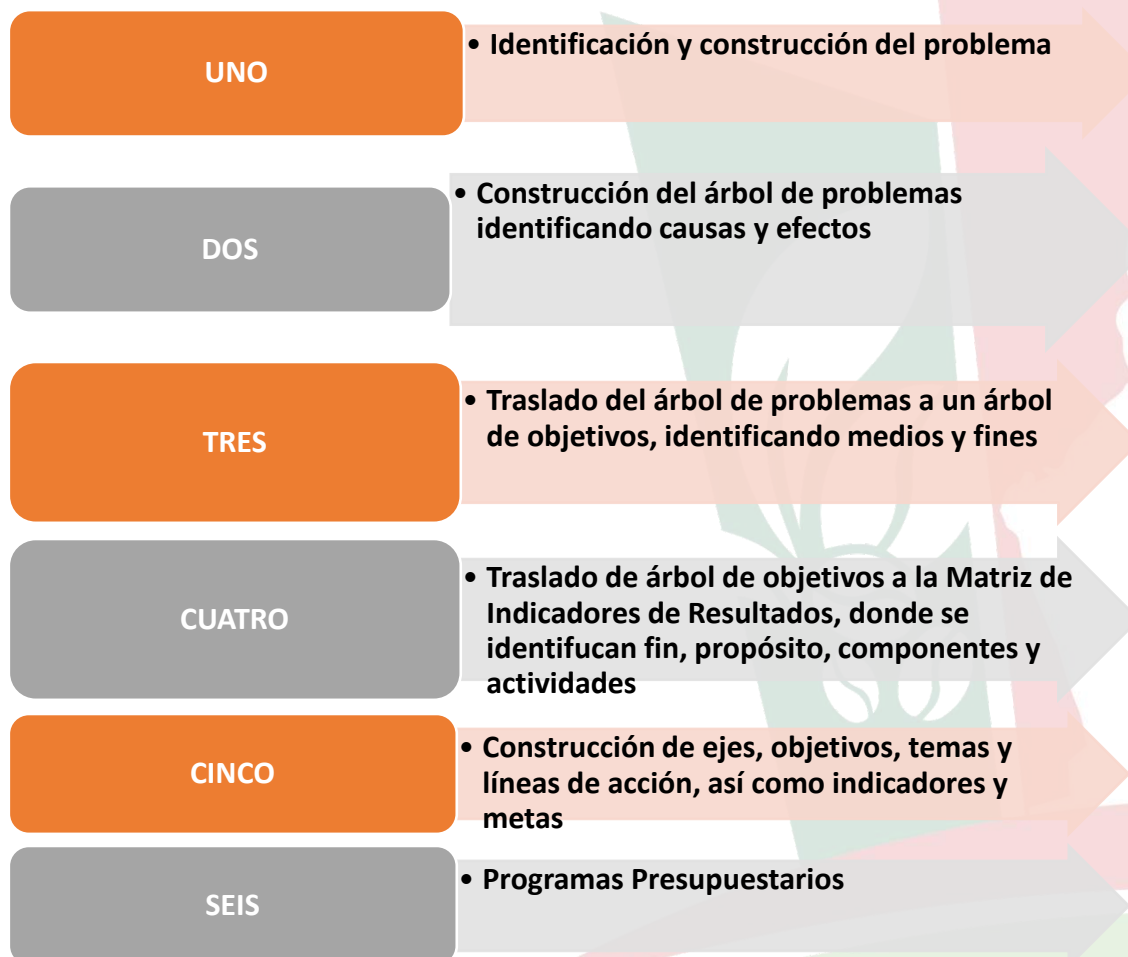 UNO
• Identificación y construcción del problema
DOS
• Construcción del árbol de problemas
identificando causas y efectos
TRES
• Traslado del árbol de problemas a un árbol
de objetivos, identificando medios y fines
CUATRO
• Traslado de árbol de objetivos a la Matriz de
Indicadores de Resultados, donde se
identifucan fin, propósito, componentes y
actividades
CINCO
• Construcción de ejes, objetivos, temas y
líneas de acción, así como indicadores y
metas
SEIS
• Programas Presupuestarios